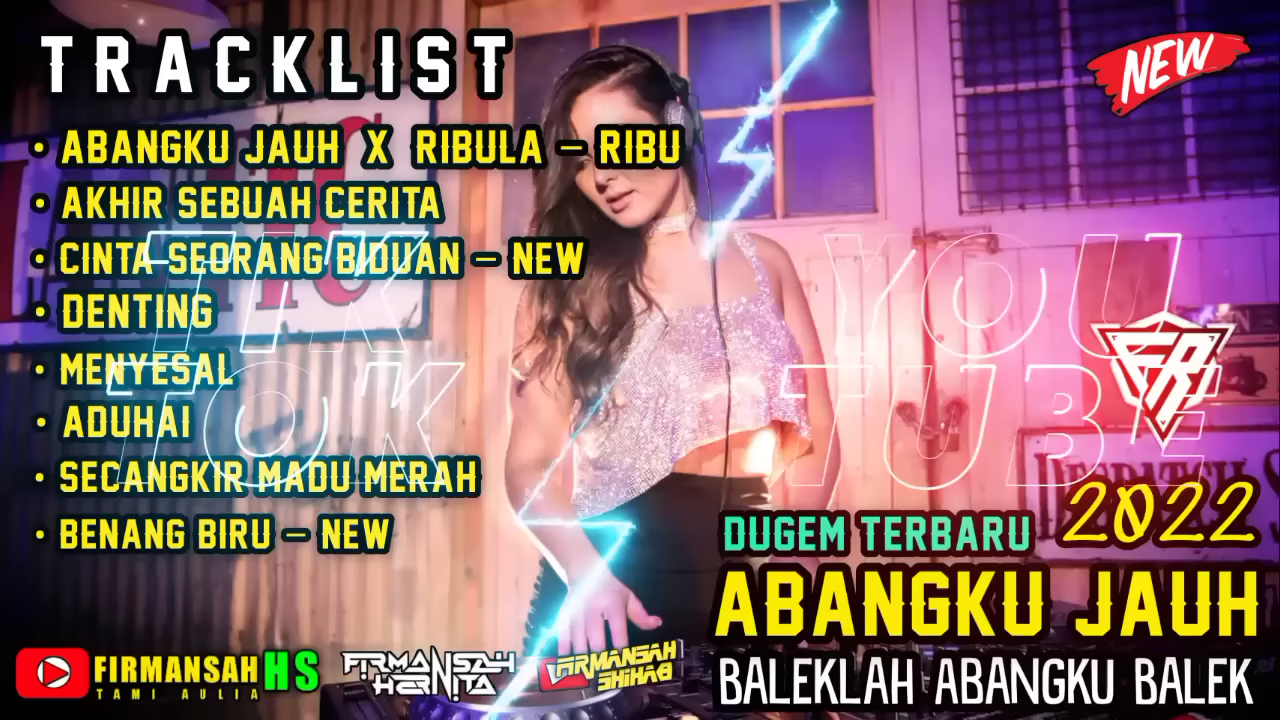 TRACKLIST
NEW
• ABANGKU JAUH X RIBULA – RIBU
• AKHIR SEBUAH CERITA
• CINTA SEORANG BIDUAN – NEW
• DENTING
• MENYESAL
• ADUHAI
• SECANGKIR MADU MERAH
• BENANG BIRU – NEW
TIK
TOK
YOU
TUBE
FR
DUGEM TERBARU 2022
ABANGKU JAUH
BALEKLAH ABANGKU BALEK
FIRMANSAH HS
TAMI AULIA
FIRMANSAH
HERNITA
FIRMANSAH
SHIHAB